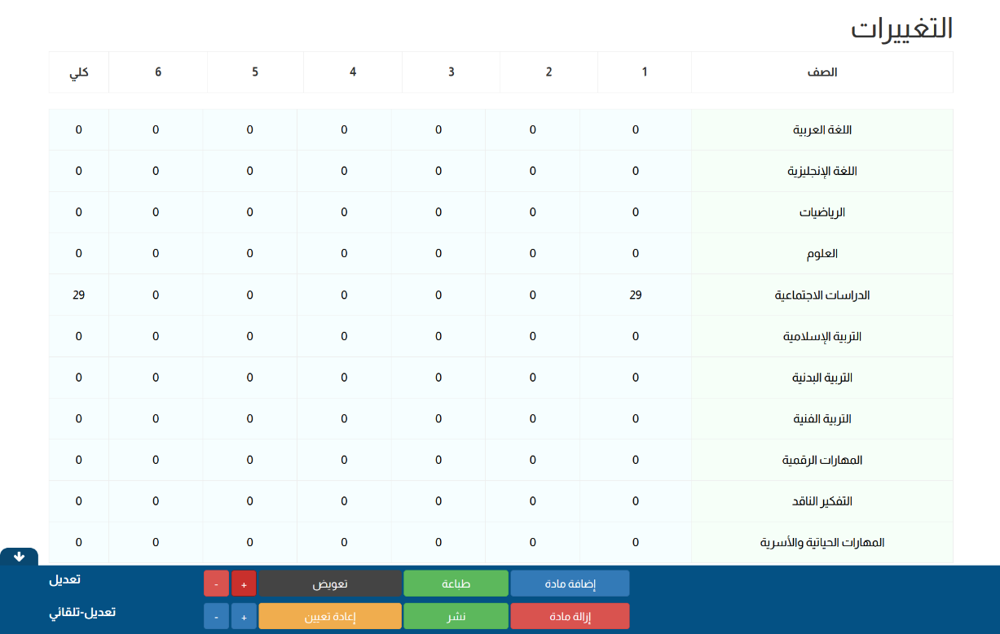 التغييرات
الصف 1 2 3 4 5 6 كلي
اللغة العربية 0 0 0 0 0 0 0
اللغة الإنجليزية 0 0 0 0 0 0 0
الرياضيات 0 0 0 0 0 0 0
العلوم 0 0 0 0 0 0 0
الدراسات الاجتماعية 29 0 0 0 0 0 29
التربية الإسلامية 0 0 0 0 0 0 0
التربية البدنية 0 0 0 0 0 0 0
التربية الفنية 0 0 0 0 0 0 0
المهارات الرقمية 0 0 0 0 0 0 0
التفكير الناقد 0 0 0 0 0 0 0
المهارات الحياتية والأسرية 0 0 0 0 0 0 0
إضافة مادة طباعة تعويض + - تعديل
إزالة مادة نشر إعادة تعيين + - تعديل-تلقائي